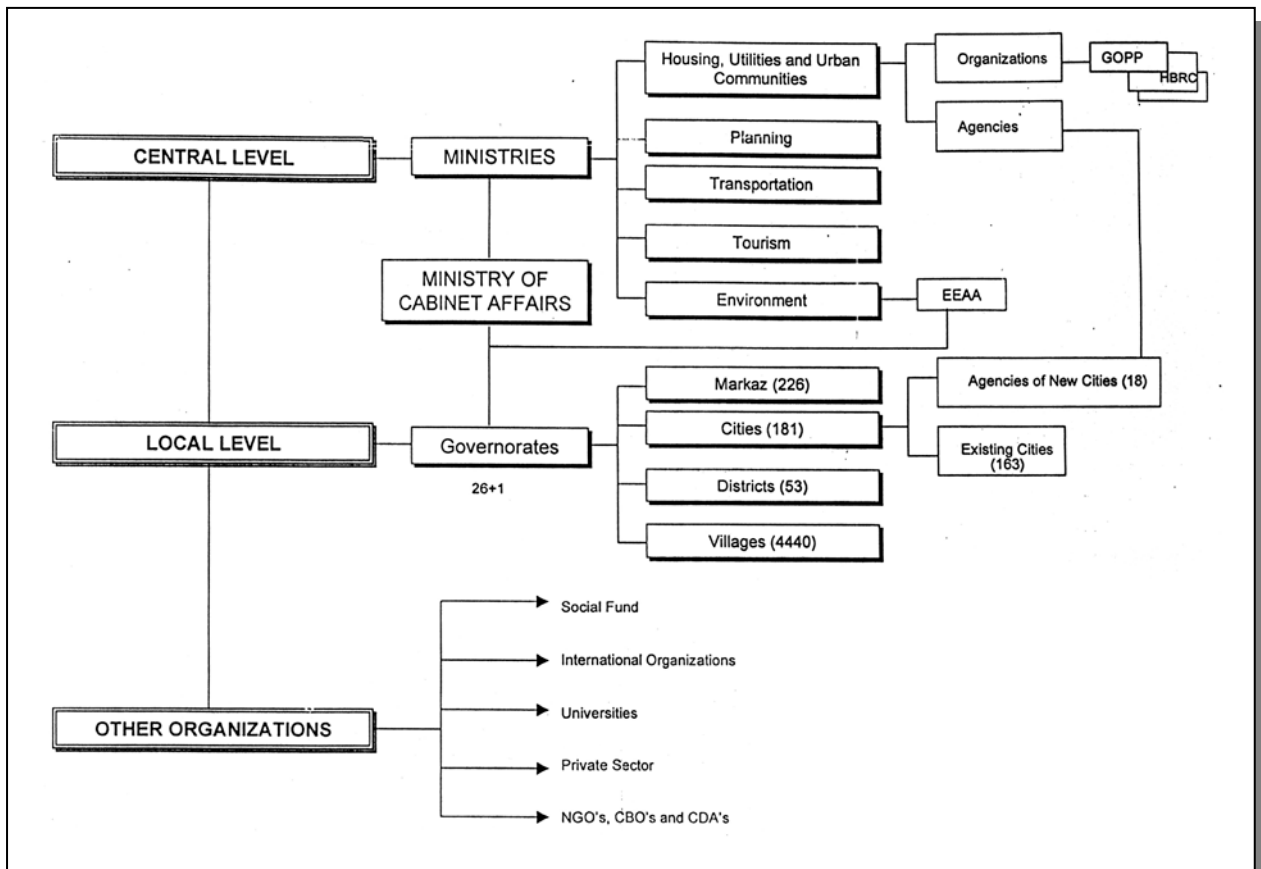 Housing, Utilities and Urban
Communities
Organizations
GOPP
HBRC
Agencies
CENTRAL LEVEL
MINISTRIES
Planning
Transportation
Tourism
MINISTRY OF
CABINET AFFAIRS
Environment
EEAA
Markaz (226)
Agencies of New Cities (18)
LOCAL LEVEL
Governorates
26+1
Cities (181)
Existing Cities
(163)
Districts (53)
Villages (4440)
OTHER ORGANIZATIONS
Social Fund
International Organizations
Universities
Private Sector
NGO's, CBO's and CDA's